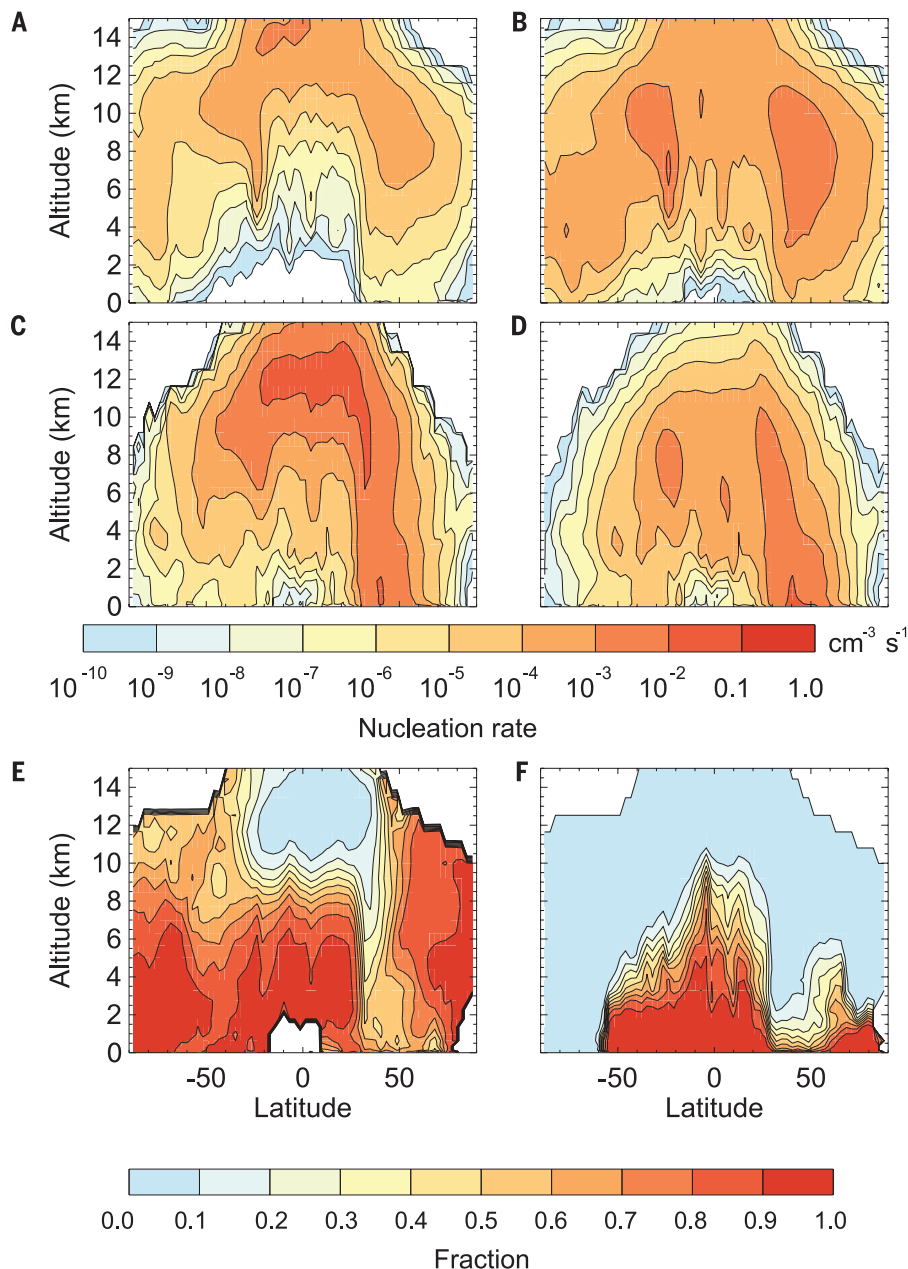 A
B
14
12
10
8
6
4
2
0
Altitude (km)
C
D
14
12
10
8
6
4
2
0
Altitude (km)
cm⁻³ s⁻¹
10⁻¹⁰ 10⁻⁹ 10⁻⁸ 10⁻⁷ 10⁻⁶ 10⁻⁵ 10⁻⁴ 10⁻³ 10⁻² 0.1 1.0
Nucleation rate
E
F
14
12
10
8
6
4
2
0
Altitude (km)
-50 0 50
-50 0 50
Latitude
Latitude
0.0 0.1 0.2 0.3 0.4 0.5 0.6 0.7 0.8 0.9 1.0
Fraction